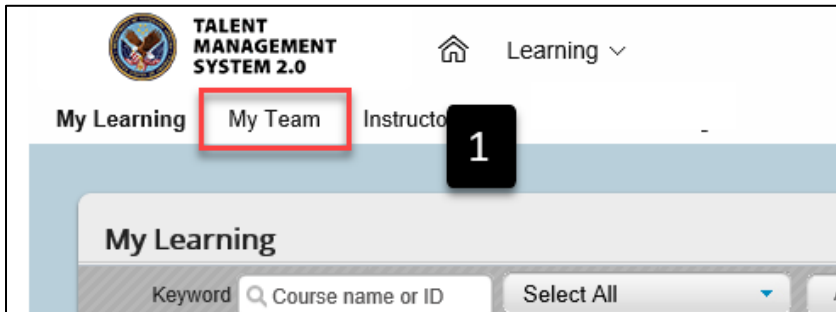 TALENT
MANAGEMENT
SYSTEM 2.0
Learning
My Learning My Team Instructo
1
My Learning
Keyword Course name or ID Select All